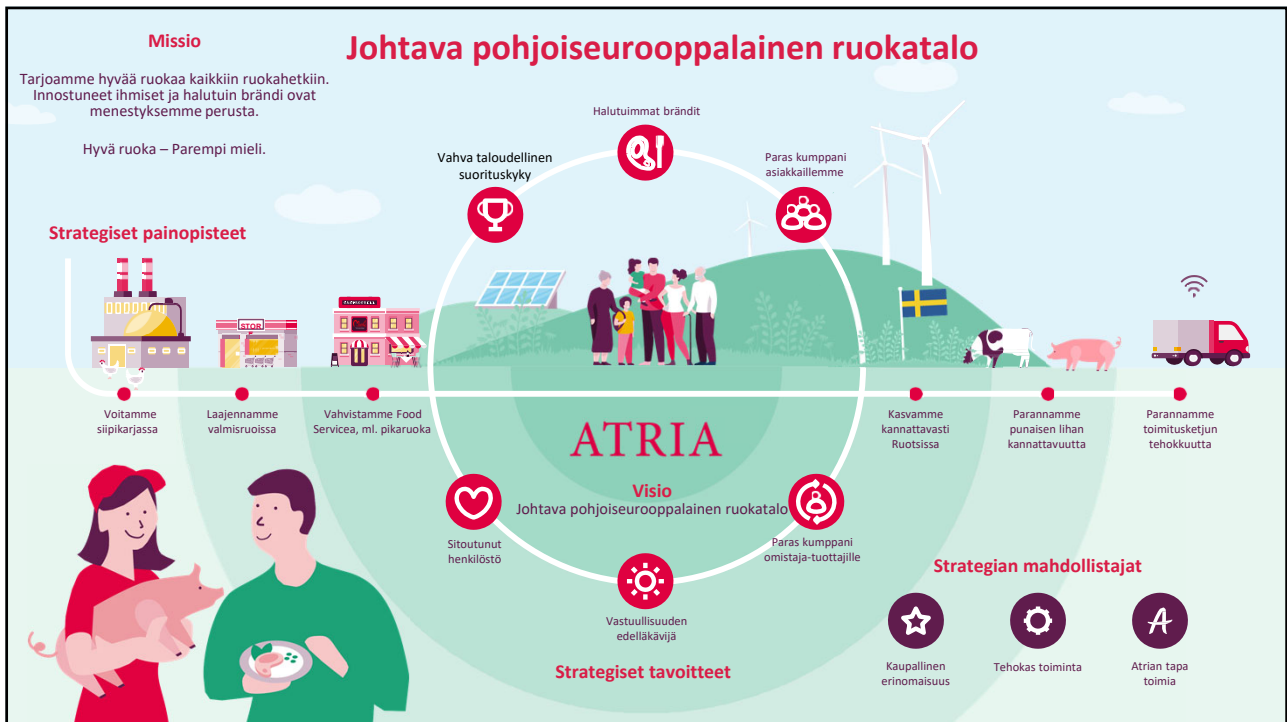 Missio
Johtava pohjoiseurooppalainen ruokatalo
Tarjoamme hyvää ruokaa kaikkiin ruokahetkiin.
Innostuneet ihmiset ja halutuin brändi ovat
menestyksemme perusta.
Hyvä ruoka – Parempi mieli.
Halutuimmat brändit
Vahva taloudellinen
suorituskyky
Paras kumppani
asiakkaillemme
Strategiset painopisteet
STOR
Voitamme
siipikarjassa
Laajennamme
valmisruoissa
Vahvistamme Food
Servicea, ml. pikaruoka
Kasvamme
kannattavasti
Ruotsissa
Parannamme
punaisen lihan
kannattavuutta
Parannamme
toimitusketjun
tehokkuutta
ATRIA
Visio
Johtava pohjoiseurooppalainen ruokatalo
Sitoutunut
henkilöstö
Paras kumppani
omistaja-tuottajille
Vastuullisuuden
edelläkävijä
Strategiset tavoitteet
Strategian mahdollistajat
A
Kaupallinen
erinomaisuus
Tehokas toiminta
Atrian tapa
toimia